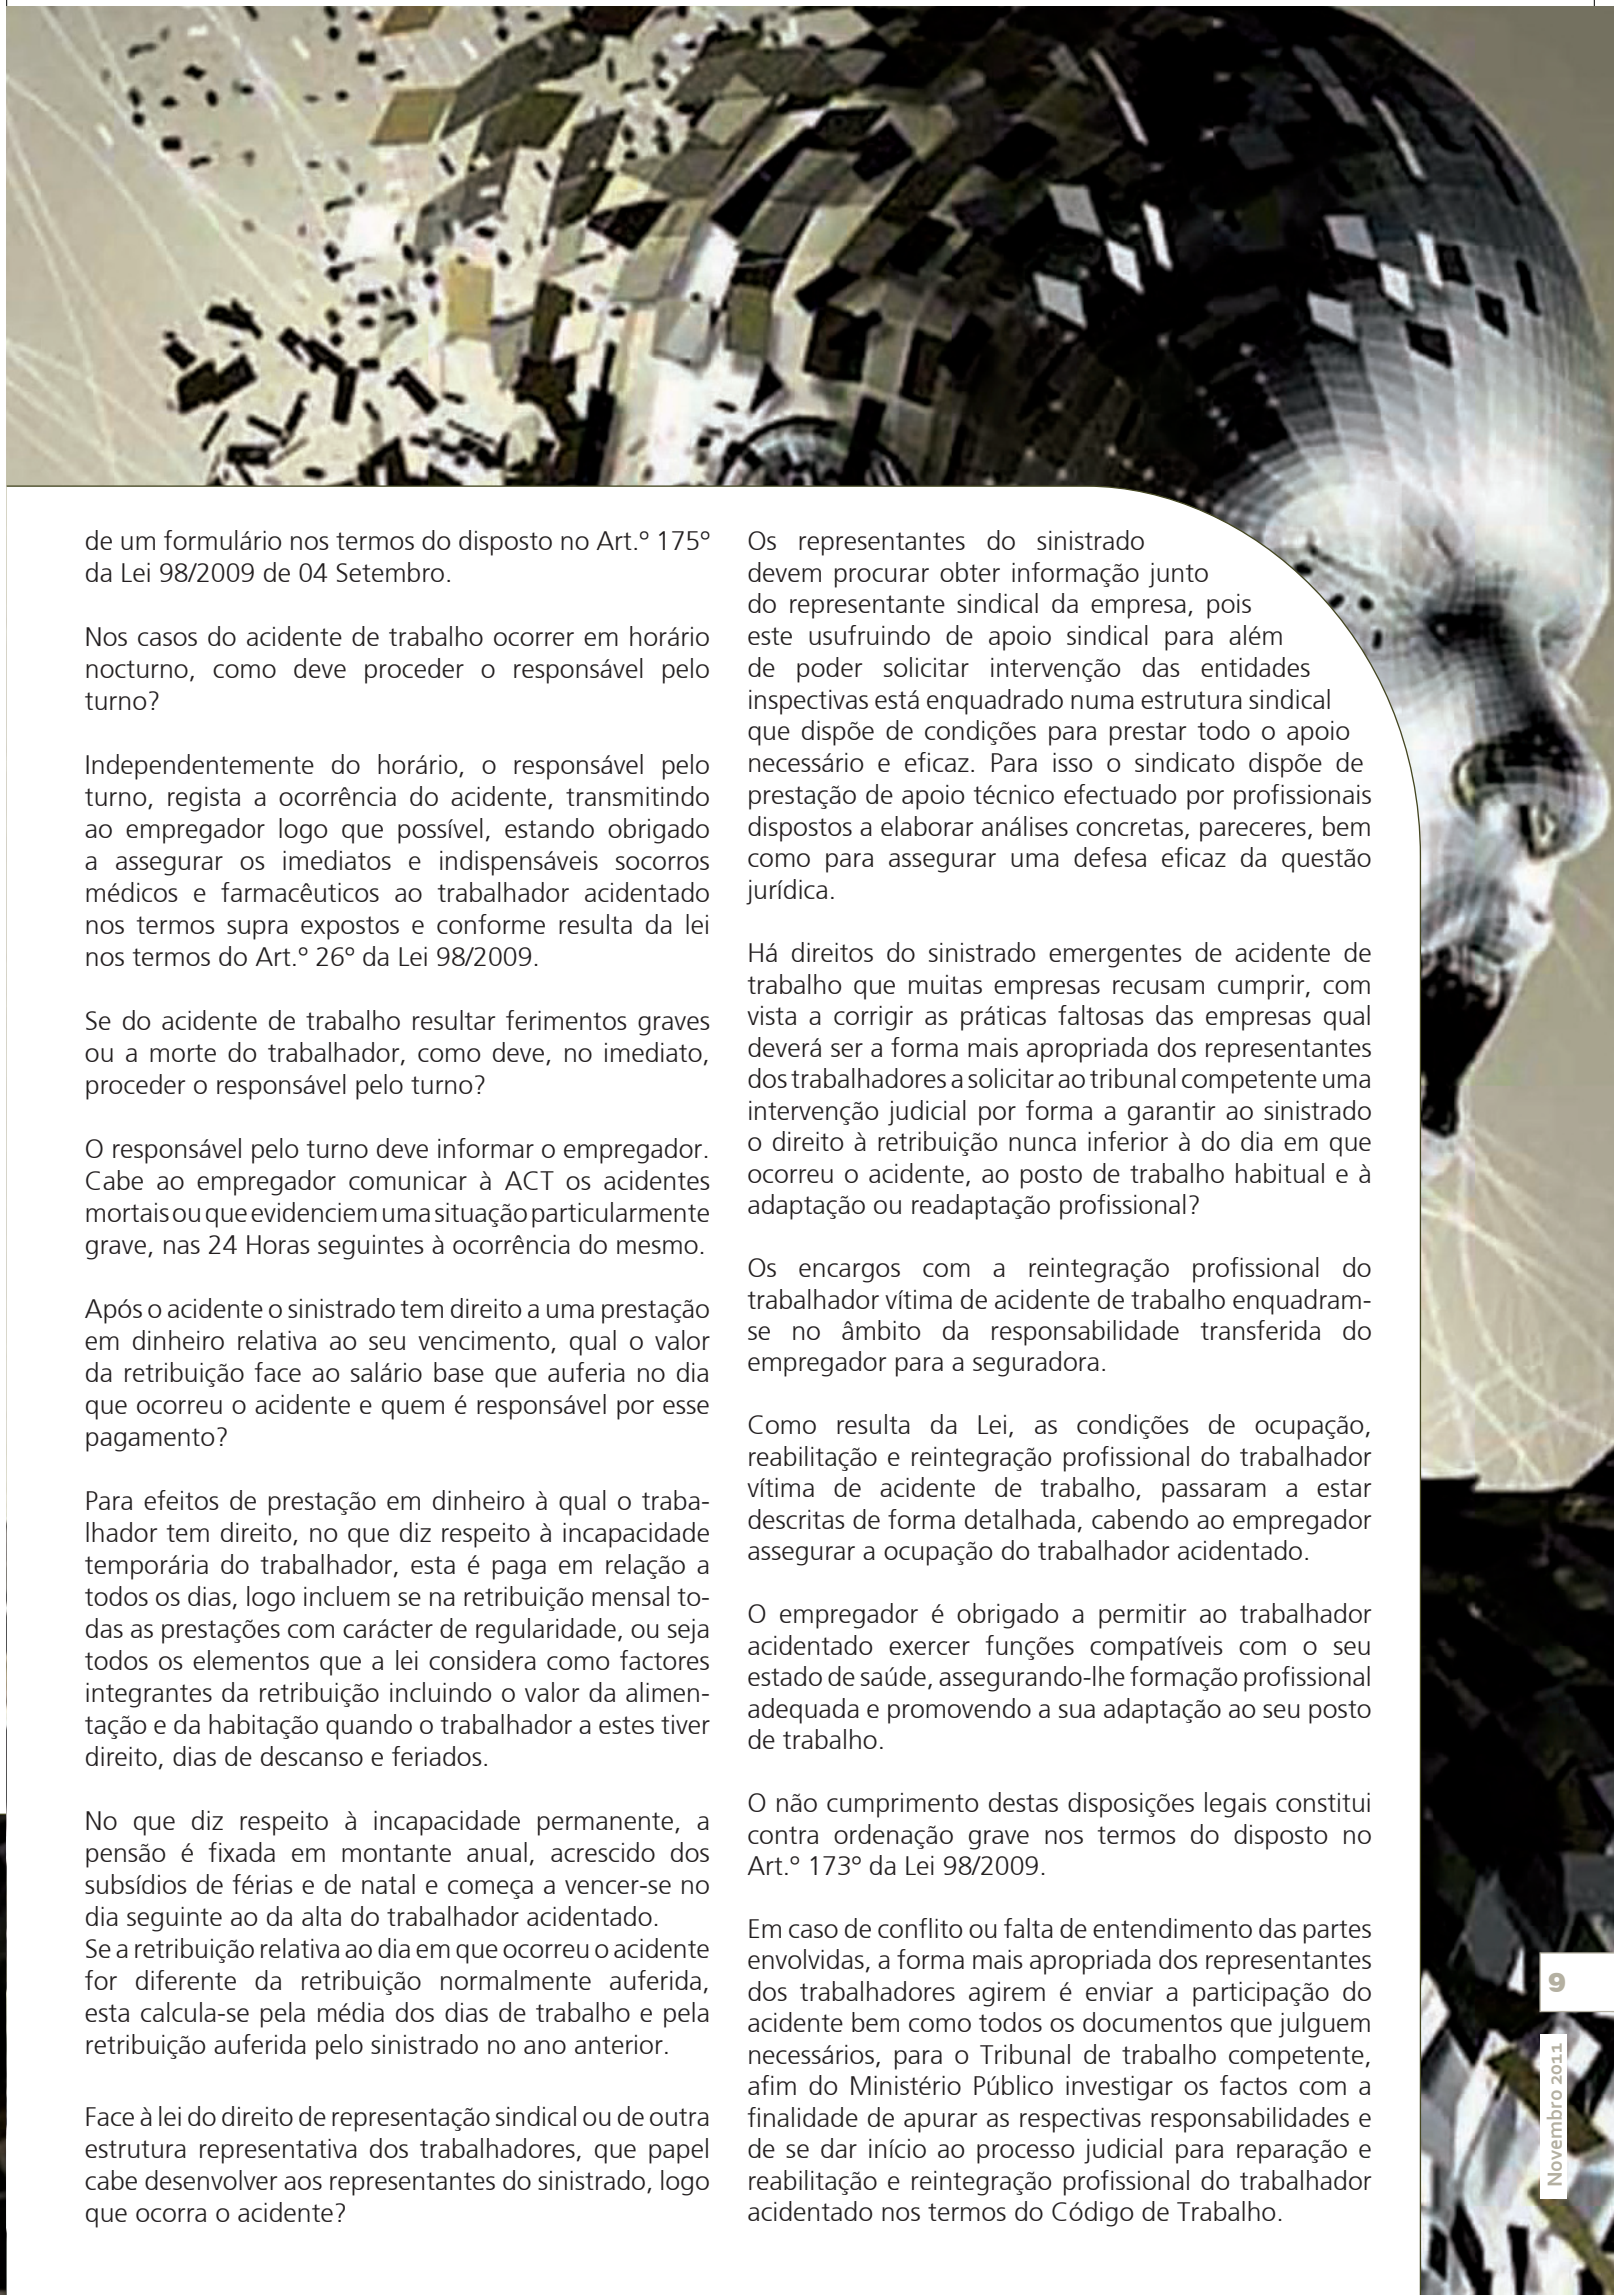 de um formulário nos termos do disposto no Art.º 175º
da Lei 98/2009 de 04 Setembro.
Nos casos do acidente de trabalho ocorrer em horário
nocturno, como deve proceder o responsável pelo
turno?
Independentemente do horário, o responsável pelo
turno, regista a ocorrência do acidente, transmitindo
ao empregador logo que possível, estando obrigado
a assegurar os imediatos e indispensáveis socorros
médicos e farmacêuticos ao trabalhador acidentado
nos termos supra expostos e conforme resulta da lei
nos termos do Art.º 26º da Lei 98/2009.
Se do acidente de trabalho resultar ferimentos graves
ou a morte do trabalhador, como deve, no imediato,
proceder o responsável pelo turno?
O responsável pelo turno deve informar o empregador.
Cabe ao empregador comunicar à ACT os acidentes
mortais ou que evidenciem uma situação particularmente
grave, nas 24 Horas seguintes à ocorrência do mesmo.
Após o acidente o sinistrado tem direito a uma prestação
em dinheiro relativa ao seu vencimento, qual o valor
da retribuição face ao salário base que auferia no dia
que ocorreu o acidente e quem é responsável por esse
pagamento?
Para efeitos de prestação em dinheiro à qual o traba-
lhador tem direito, no que diz respeito à incapacidade
temporária do trabalhador, esta é paga em relação a
todos os dias, logo incluem se na retribuição mensal to-
das as prestações com carácter de regularidade, ou seja
todos os elementos que a lei considera como factores
integrantes da retribuição incluindo o valor da alimen-
tação e da habitação quando o trabalhador a estes tiver
direito, dias de descanso e feriados.
No que diz respeito à incapacidade permanente, a
pensão é fixada em montante anual, acrescido dos
subsídios de férias e de natal e começa a vencer-se no
dia seguinte ao da alta do trabalhador acidentado.
Se a retribuição relativa ao dia em que ocorreu o acidente
for diferente da retribuição normalmente auferida,
esta calcula-se pela média dos dias de trabalho e pela
retribuição auferida pelo sinistrado no ano anterior.
Face à lei do direito de representação sindical ou de outra
estrutura representativa dos trabalhadores, que papel
cabe desenvolver aos representantes do sinistrado, logo
que ocorra o acidente?
Os representantes do sinistrado
devem procurar obter informação junto
do representante sindical da empresa, pois
este usufruindo de apoio sindical para além
de poder solicitar intervenção das entidades
inspectivas está enquadrado numa estrutura sindical
que dispõe de condições para prestar todo o apoio
necessário e eficaz. Para isso o sindicato dispõe de
prestação de apoio técnico efectuado por profissionais
dispostos a elaborar análises concretas, pareceres, bem
como para assegurar uma defesa eficaz da questão
jurídica.
Há direitos do sinistrado emergentes de acidente de
trabalho que muitas empresas recusam cumprir, com
vista a corrigir as práticas faltosas das empresas qual
deverá ser a forma mais apropriada dos representantes
dos trabalhadores a solicitar ao tribunal competente uma
intervenção judicial por forma a garantir ao sinistrado
o direito à retribuição nunca inferior à do dia em que
ocorreu o acidente, ao posto de trabalho habitual e à
adaptação ou readaptação profissional?
Os encargos com a reintegração profissional do
trabalhador vítima de acidente de trabalho enquadram-
se no âmbito da responsabilidade transferida do
empregador para a seguradora.
Como resulta da Lei, as condições de ocupação,
reabilitação e reintegração profissional do trabalhador
vítima de acidente de trabalho, passaram a estar
descritas de forma detalhada, cabendo ao empregador
assegurar a ocupação do trabalhador acidentado.
O empregador é obrigado a permitir ao trabalhador
acidentado exercer funções compatíveis com o seu
estado de saúde, assegurando-lhe formação profissional
adequada e promovendo a sua adaptação ao seu posto
de trabalho.
O não cumprimento destas disposições legais constitui
contra ordenação grave nos termos do disposto no
Art.º 173º da Lei 98/2009.
Em caso de conflito ou falta de entendimento das partes
envolvidas, a forma mais apropriada dos representantes
dos trabalhadores agirem é enviar a participação do
acidente bem como todos os documentos que julguem
necessários, para o Tribunal de trabalho competente,
afim do Ministério Público investigar os factos com a
finalidade de apurar as respectivas responsabilidades e
de se dar início ao processo judicial para reparação e
reabilitação e reintegração profissional do trabalhador
acidentado nos termos do Código de Trabalho.
9
Novembro 2011